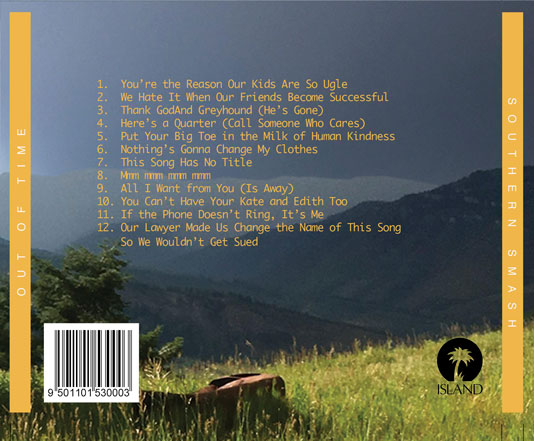 1. You're the Reason Our Kids Are So Ugle
2. We Hate It When Our Friends Become Successful
3. Thank GodAnd Greyhound (He's Gone)
4. Here's a Quarter (Call Someone Who Cares)
5. Put Your Big Toe in the Milk of Human Kindness
6. Nothing's Gonna Change My Clothes
7. This Song Has No Title
8. Mmm mmm mmm mmm
9. All I Want from You (Is Away)
10. You Can't Have Your Kate and Edith Too
11. If the Phone Doesn't Ring, It's Me
12. Our Lawyer Made Us Change the Name of This Song
So We Wouldn't Get Sued
OUT OF TIME
SOUTHERN SMASH
9 501101 530003
ISLAND